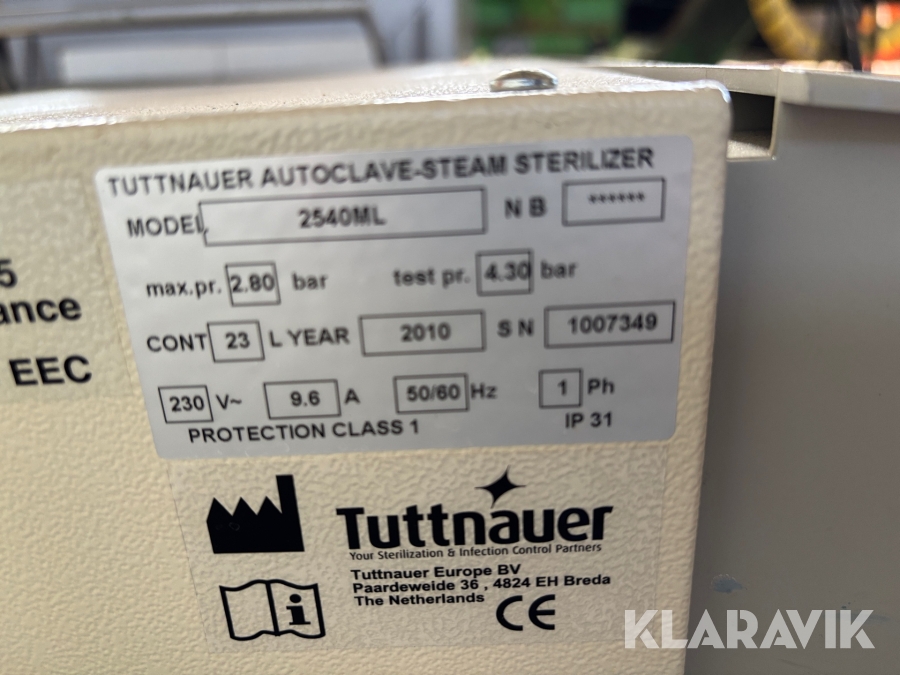 TUTTNAUER AUTOCLAVE-STEAM STERILIZER
MODEL 2540ML NB ******
max.pr. 2.80 bar test pr. 4.30 bar
CONT 23 L YEAR 2010 SN 1007349
230 V~ 9.6 A 50/60 Hz 1 Ph
PROTECTION CLASS 1 IP 31
5
ance
EEC
Tuttnauer
Your Sterilization & Infection Control Partners
Tuttnauer Europe BV
Paardeweide 36 , 4824 EH Breda
The Netherlands CE
KLARAVIK